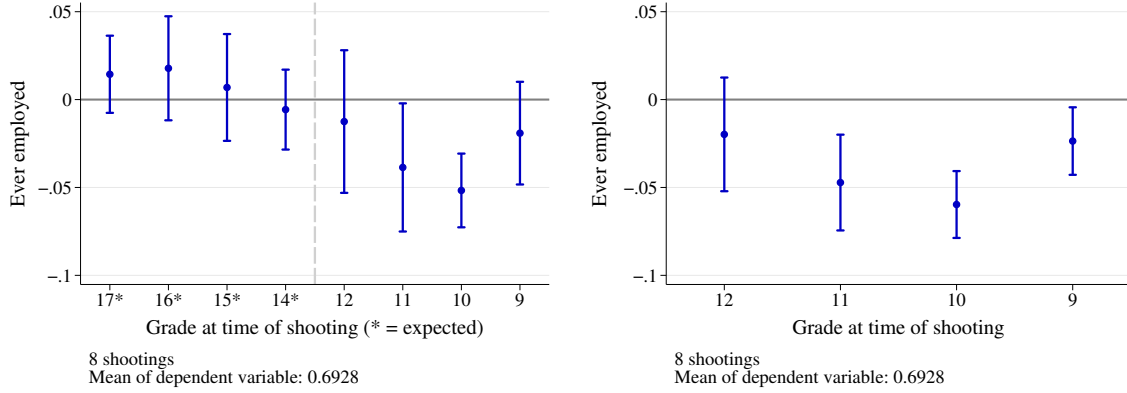 Ever employed
.05
0
−.05
−.1
17* 16* 15* 14* 12 11 10 9
Grade at time of shooting (* = expected)
8 shootings
Mean of dependent variable: 0.6928
Ever employed
.05
0
−.05
−.1
12 11 10 9
Grade at time of shooting
8 shootings
Mean of dependent variable: 0.6928